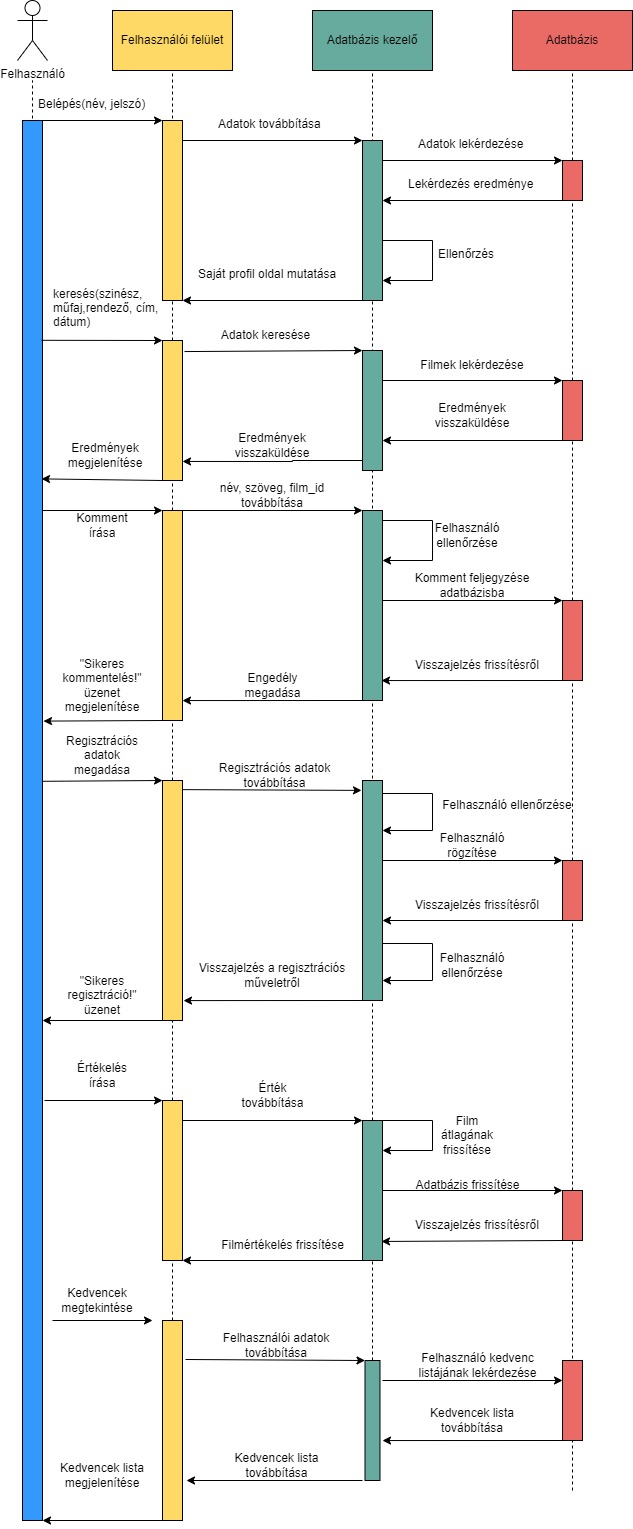 Felhasználó
Felhasználói felület
Adatbázis kezelő
Adatbázis
Belépés(név, jelszó)
Adatok továbbítása
Adatok lekérdezése
Lekérdezés eredménye
Ellenőrzés
Saját profil oldal mutatása
keresés(szinész,
műfaj,rendező, cím,
dátum)
Adatok keresése
Filmek lekérdezése
Eredmények
visszaküldése
Eredmények
visszaküldése
Eredmények
megjelenítése
név, szöveg, film_id
továbbítása
Komment
írása
Felhasználó
ellenőrzése
Komment feljegyzése
adatbázisba
Visszajelzés frissítésről
Engedély
megadása
"Sikeres
kommentelés!"
üzenet
megjelenítése
Regisztrációs
adatok
megadása
Regisztrációs adatok
továbbítása
Felhasználó ellenőrzése
Felhasználó
rögzítése
Visszajelzés frissítésről
Felhasználó
ellenőrzése
Visszajelzés a regisztrációs
műveletről
"Sikeres
regisztráció!"
üzenet
Értékelés
írása
Érték
továbbítása
Film
átlagának
frissítése
Adatbázis frissítése
Visszajelzés frissítésről
Filmértékelés frissítése
Kedvencek
megtekintése
Felhasználói adatok
továbbítása
Felhasználó kedvenc
listájának lekérdezése
Kedvencek lista
továbbítása
Kedvencek lista
továbbítása
Kedvencek lista
megjelenítése